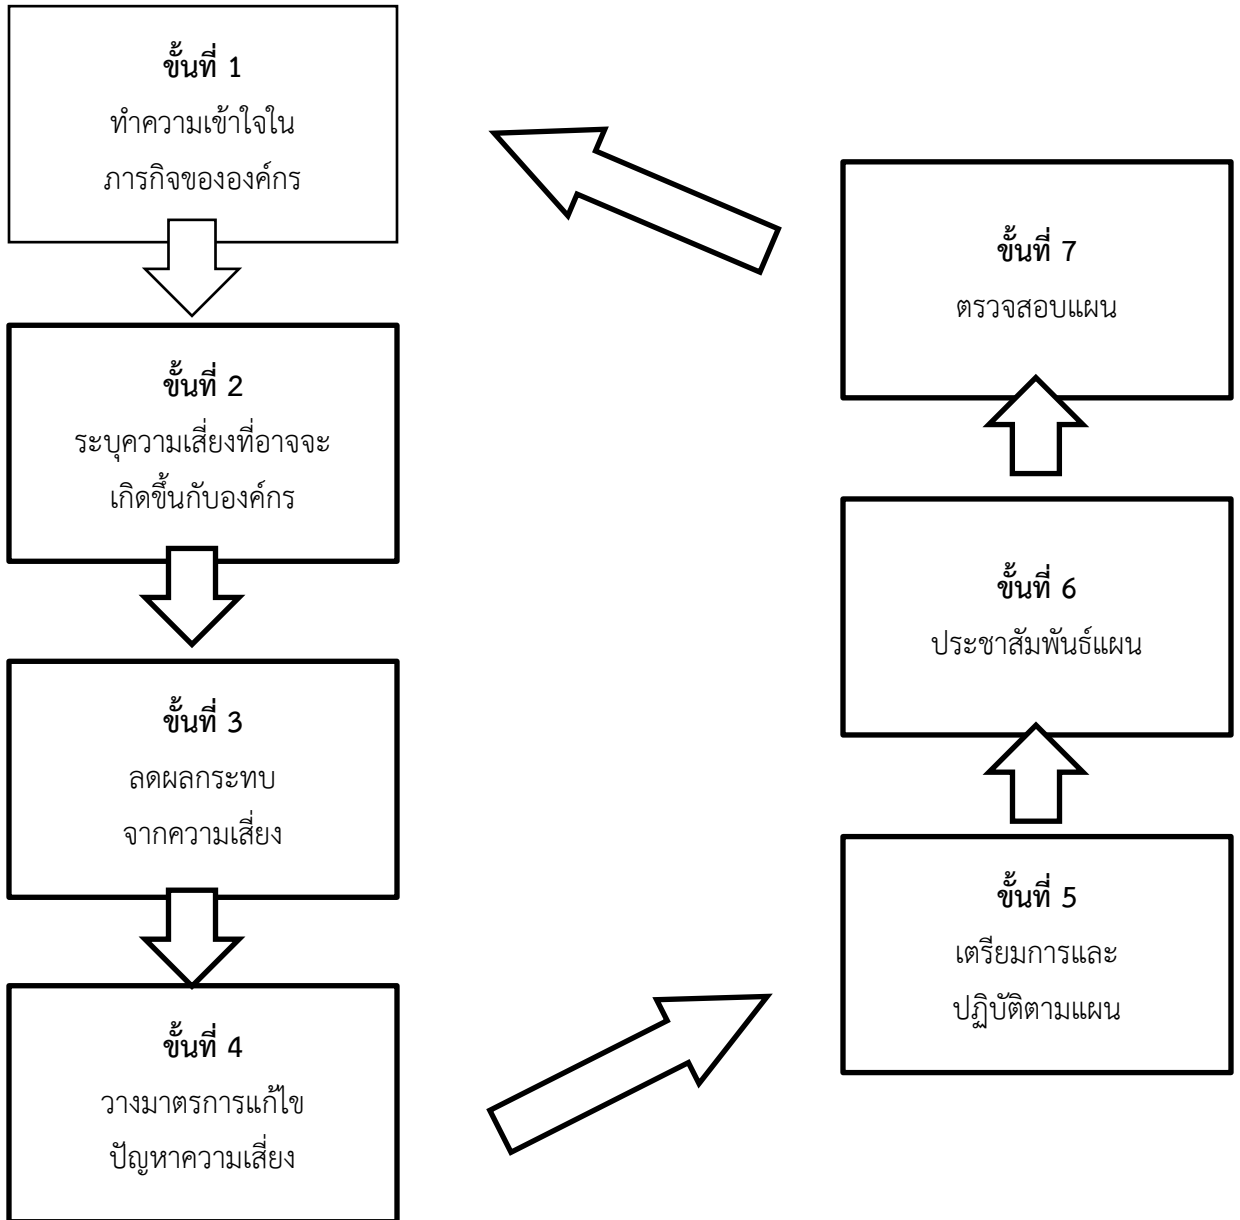 ขั้นที่ 1
ทำความเข้าใจใน
ภารกิจขององค์กร
ขั้นที่ 2
ระบุความเสี่ยงที่อาจจะ
เกิดขึ้นกับองค์กร
ขั้นที่ 3
ลดผลกระทบ
จากความเสี่ยง
ขั้นที่ 4
วางมาตรการแก้ไข
ปัญหาความเสี่ยง
ขั้นที่ 5
เตรียมการและ
ปฏิบัติตามแผน
ขั้นที่ 6
ประชาสัมพันธ์แผน
ขั้นที่ 7
ตรวจสอบแผน